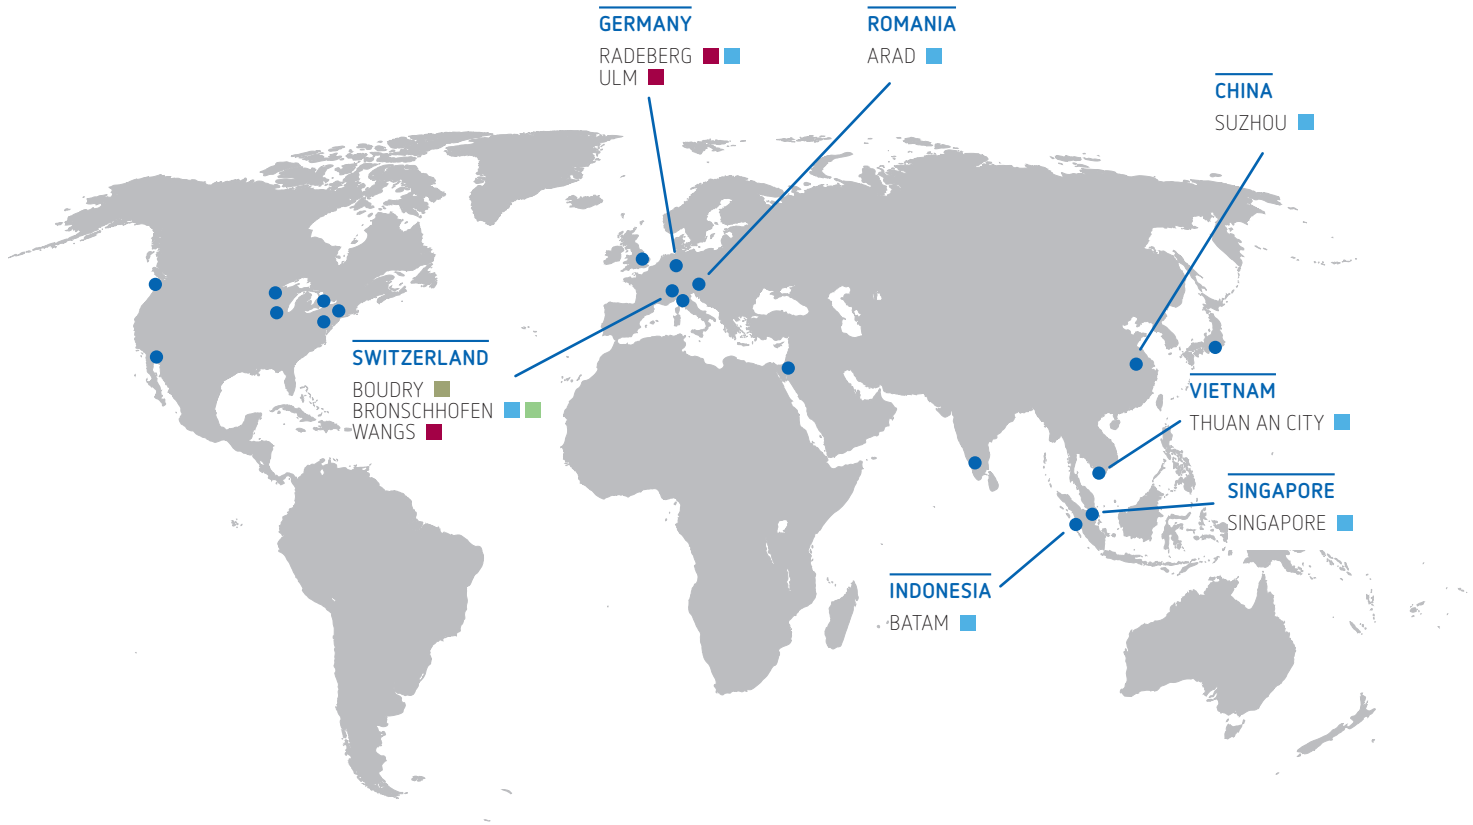 GERMANY
RADEBERG
ULM
ROMANIA
ARAD
CHINA
SUZHOU
SWITZERLAND
BOUDRY
BRONSCHHOFEN
WANGS
VIETNAM
THUAN AN CITY
SINGAPORE
SINGAPORE
INDONESIA
BATAM